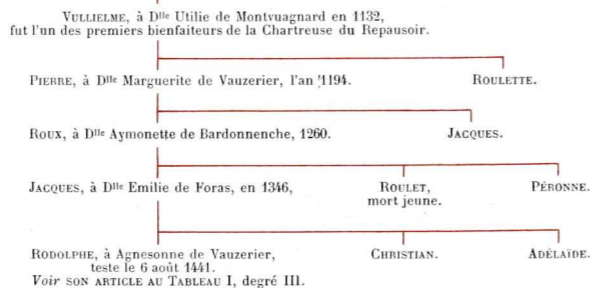 VULLIELME, à Dlle Utilie de Montvuagnard en 1132,
fut l'un des premiers bienfaiteurs de la Chartreuse du Repausoir.
PIERRE, à Dlle Marguerite de Vauzerier, l'an 1194. ROULETTE.
ROUX, à Dlle Aymonette de Bardonnenche, 1260. JACQUES.
JACQUES, à Dlle Emilie de Foras, en 1346, ROULET, PÉRONNE.
mort jeune.
RODOLPHE, à Agnesonne de Vauzerier, CHRISTIAN. ADÉLAÏDE.
teste le 6 août 1441.
Voir SON ARTICLE AU TABLEAU I, degré III.